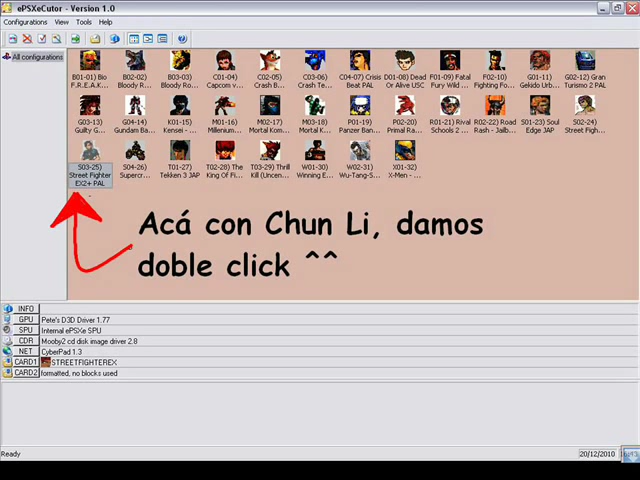 ePSXeCutor - Version 1.0
Configurations View Tools Help
All configurations
B01-01) Bio F.R.E.A.K...
B02-02) Bloody Ro...
B03-03) Bloody Ro...
C01-04) Capcom v...
C02-05) Crash B...
C03-06) Crash Te...
C04-07) Crisis Beat PAL
D01-08) Dead Or Alive USC
F01-09) Fatal Fury Wild ...
F02-10) Fighting Fo...
G01-11) Gekido Urb...
G02-12) Gran Turismo 2 PAL
G03-13) Guilty G...
G04-14) Gundam Ba...
K01-15) Kensei - ...
M01-16) Millenium...
M02-17) Mortal Kom...
M03-18) Mortal K...
P01-19) Panzer Ban...
P02-20) Primal Ra...
R01-21) Rival Schools 2 ...
R02-22) Road Rash - Jailb...
S01-23) Soul Edge JAP
S02-24) Street Figh...
S03-25) Street Fighter EX2+ PAL
S04-26) Supercr...
T01-27) Tekken 3 JAP
T02-28) The King Of Fi...
T03-29) Thrill Kill (Uncen...
W01-30) Winning E...
W02-31) Wu-Tang-S...
X01-32) X-Men - ...
Acá con Chun Li, damos
doble click ^^
INFO
GPU Pete's D3D Driver 1.77
SPU Internal ePSXe SPU
CDR Mooby2 cd disk image driver 2.8
NET CyberPad 1.3
CARD1 STREETFIGHTEREX
CARD2 formatted, no blocks used
Ready 20/12/2010